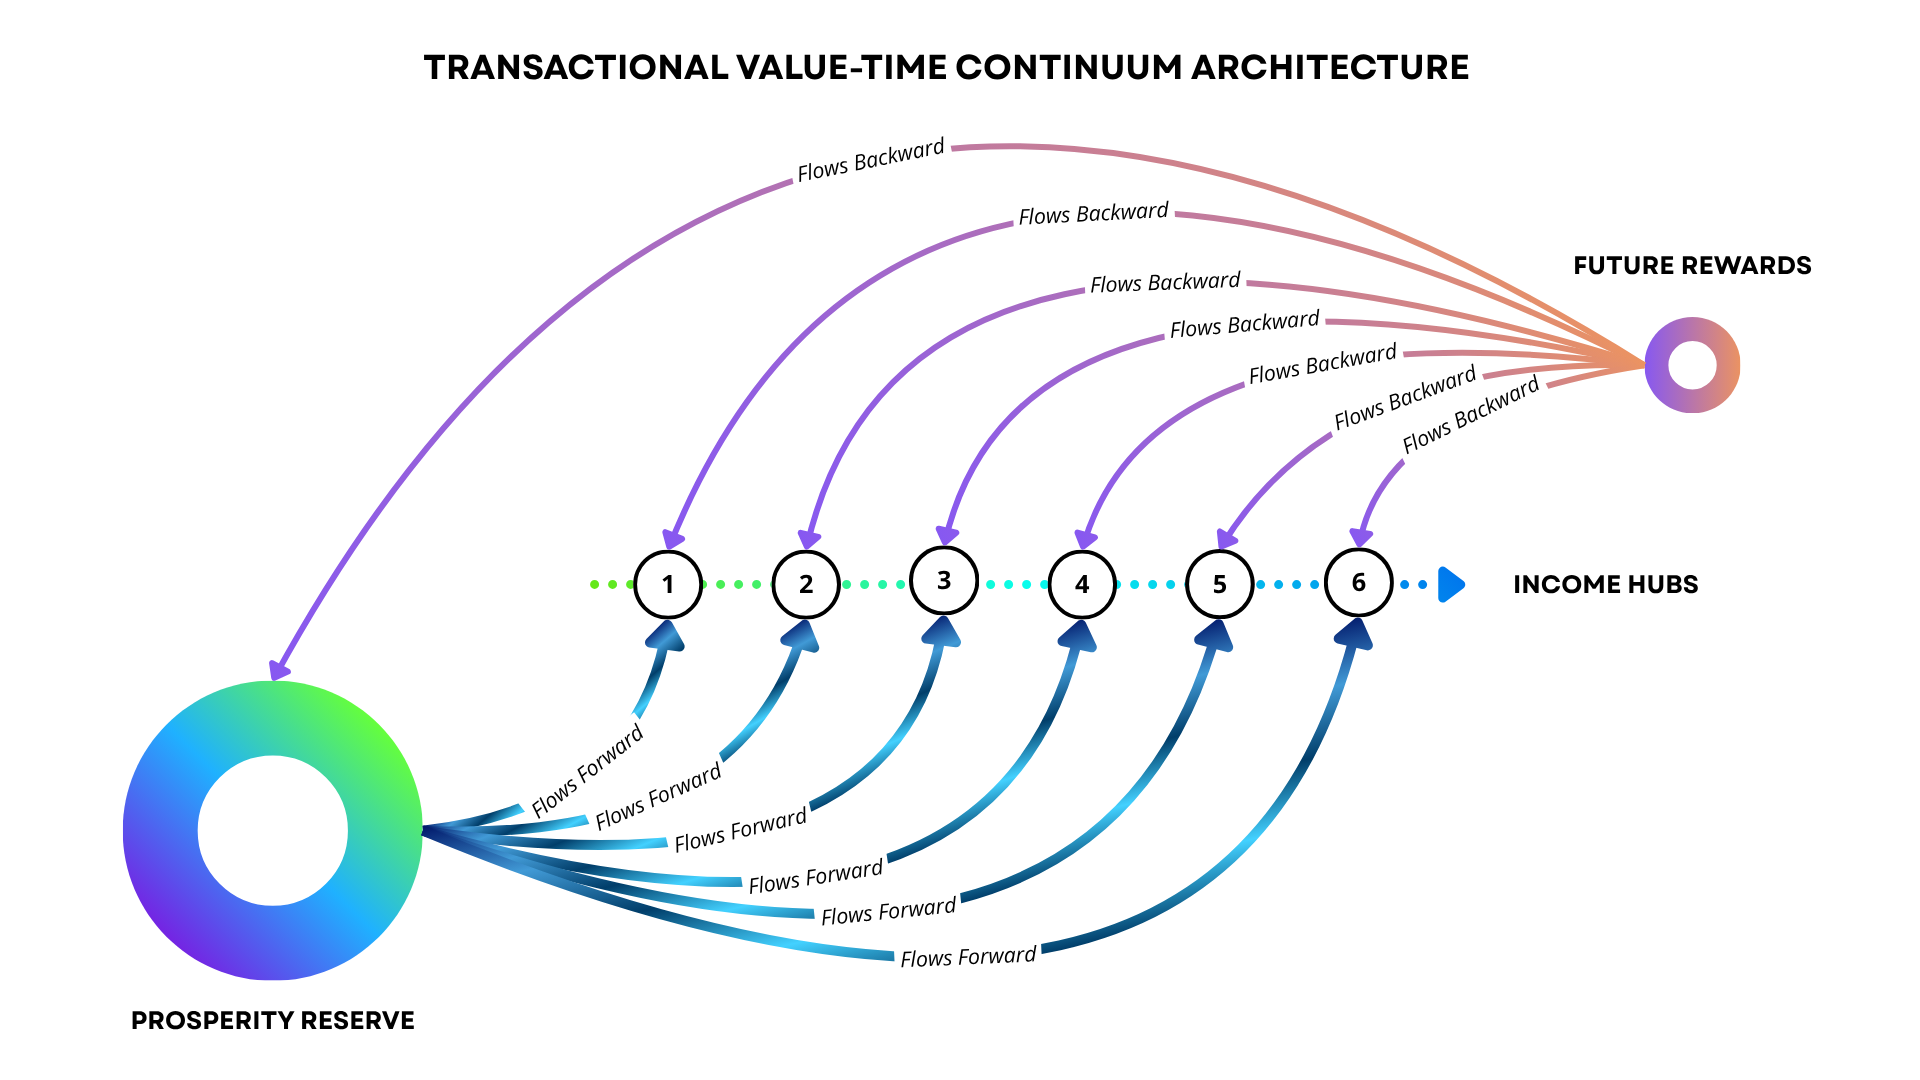 TRANSACTIONAL VALUE-TIME CONTINUUM ARCHITECTURE
Flows Backward
Flows Backward
FUTURE REWARDS
Flows Backward
Flows Backward
Flows Backward
Flows Backward
Flows Backward
1
2
3
4
5
6
INCOME HUBS
Flows Forward
Flows Forward
Flows Forward
Flows Forward
Flows Forward
Flows Forward
PROSPERITY RESERVE